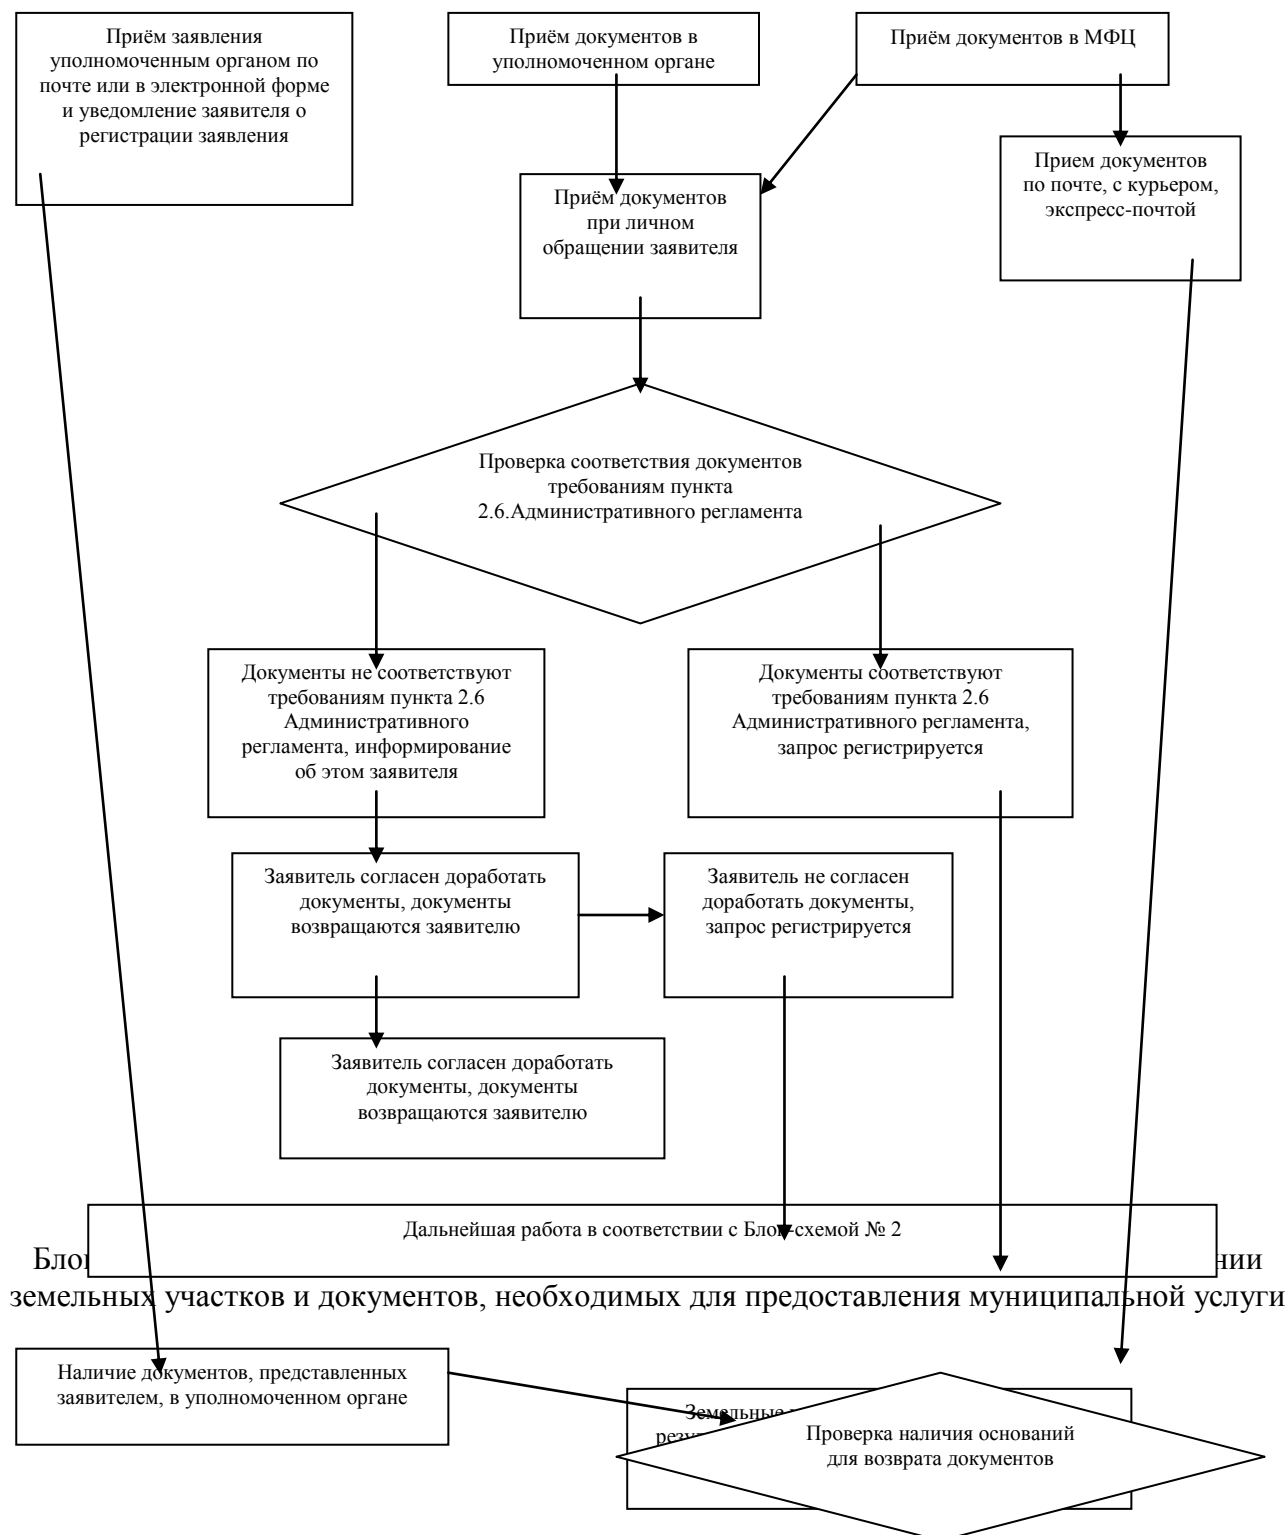 Приём заявления
уполномоченным органом по
почте или в электронной форме
и уведомление заявителя о
регистрации заявления
Приём документов в
уполномоченном органе
Приём документов в МФЦ
Прием документов
по почте, с курьером,
экспресс-почтой
Приём документов
при личном
обращении заявителя
Проверка соответствия документов
требованиям пункта
2.6.Административного регламента
Документы не соответствуют
требованиям пункта 2.6
Административного
регламента, информирование
об этом заявителя
Документы соответствуют
требованиям пункта 2.6
Административного регламента,
запрос регистрируется
Заявитель согласен доработать
документы, документы
возвращаются заявителю
Заявитель не согласен
доработать документы,
запрос регистрируется
Заявитель согласен доработать
документы, документы
возвращаются заявителю
Дальнейшая работа в соответствии с Блок-схемой № 2
земельных участков и документов, необходимых для предоставления муниципальной услуги
Наличие документов, представленных
заявителем, в уполномоченном органе
Земельные
Проверка наличия оснований
для возврата документов